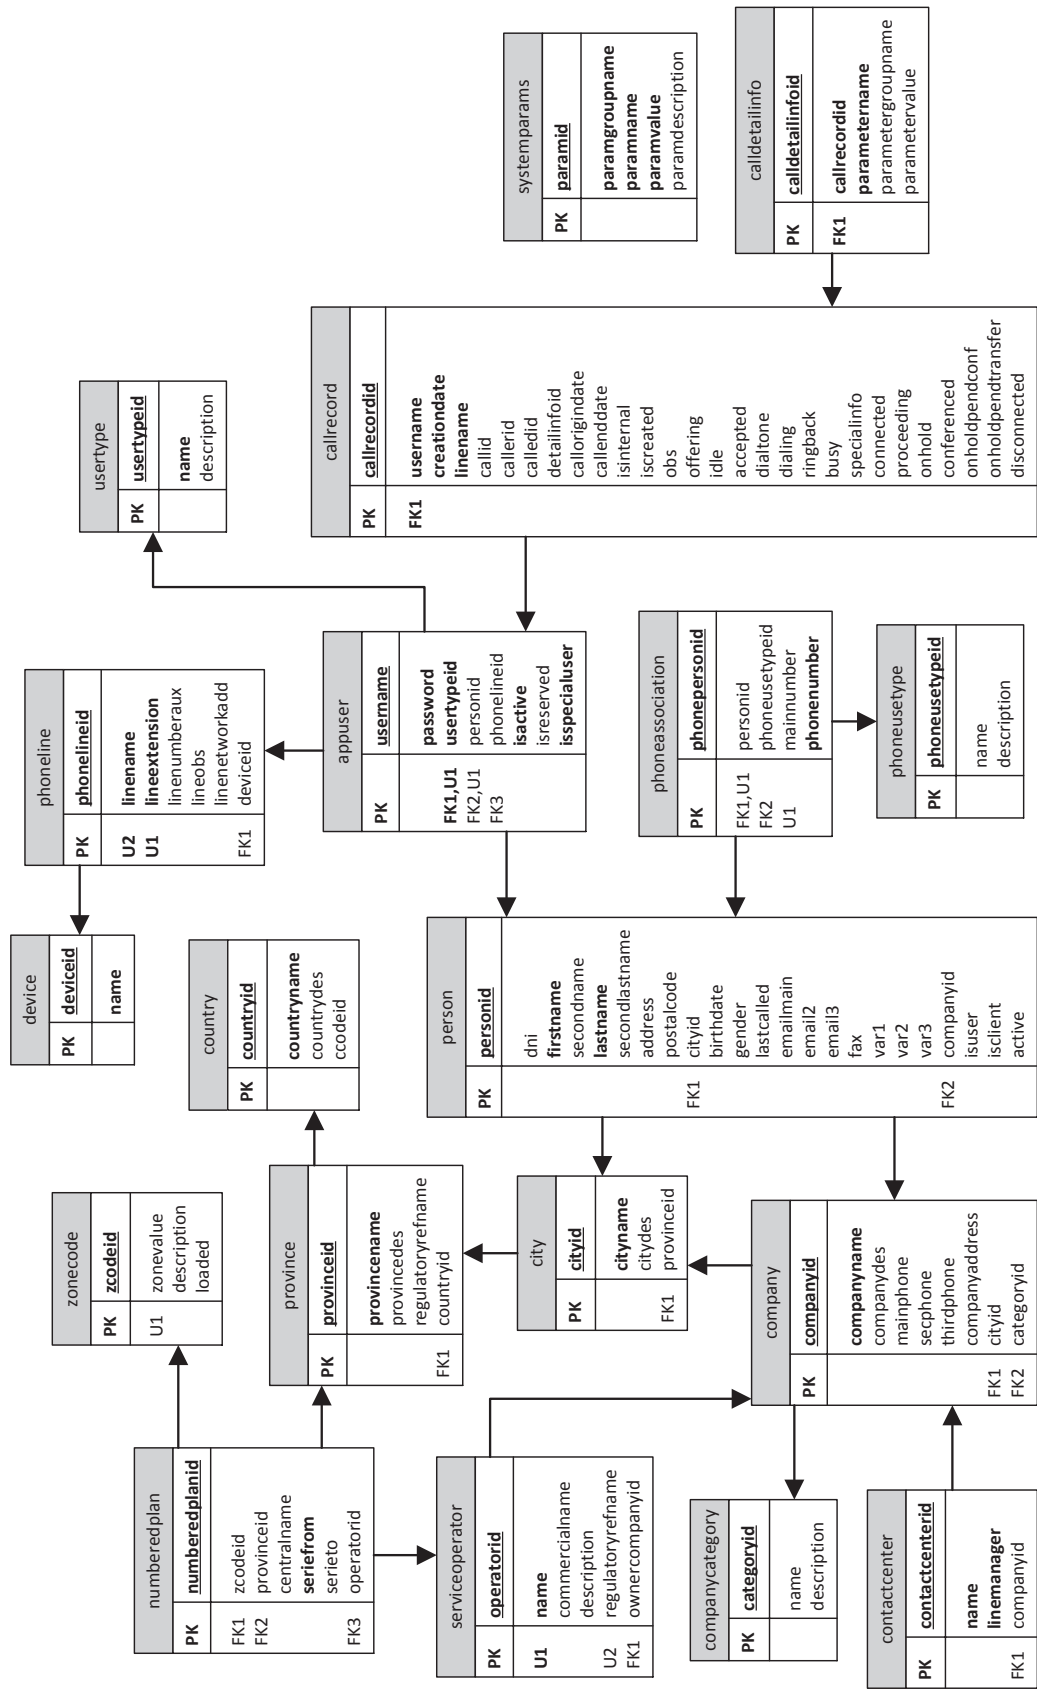 numberedplan
PK numberedplanid
FK1 zcodeid
FK2 provinceid
centralname
seriefrom
serieto
FK3 operatorid
zonecode
PK zcodeid
U1 zonevalue
description
loaded
device
PK deviceid
name
phoneline
PK phonelineid
U2 linename
U1 lineextension
linenumberaux
lineobs
linenetworkadd
FK1 deviceid
usertype
PK usertypeid
name
description
province
PK provinceid
provincename
provincedes
regulatoryrefname
FK1 countryid
country
PK countryid
countryname
countrydes
ccodeid
appuser
PK username
password
FK1,U1 usertypeid
FK2,U1 personid
FK3 phonelineid
isactive
isreserved
isspecialuser
callrecord
PK callrecordid
FK1 username
creationdate
linename
callid
callerid
calledid
detailinfoid
callorigindate
callenddate
isinternal
iscreated
obs
offering
idle
accepted
dialtone
dialing
ringback
busy
specialinfo
connected
proceeding
onhold
conferenced
onholdpendconf
onholdpendtransfer
disconnected
systemparams
PK paramid
paramgroupname
paramname
paramvalue
paramdescription
serviceoperator
PK operatorid
U1 name
commercialname
description
U2 regulatoryrefname
FK1 ownercompanyid
city
PK cityid
cityname
citydes
FK1 provinceid
person
PK personid
dni
firstname
secondname
lastname
secondlastname
address
postalcode
FK1 cityid
birthdate
gender
lastcalled
emailmain
email2
email3
fax
var1
var2
var3
FK2 companyid
isuser
isclient
active
phoneassociation
PK phonepersonid
FK1,U1 personid
FK2 phoneusetypeid
U1 mainnumber
phonenumber
calldetailinfo
PK calldetailinfoid
FK1 callrecordid
parametername
parametergroupname
parametervalue
companycategory
PK categoryid
name
description
company
PK companyid
companyname
companydes
mainphone
secphone
thirdphone
companyaddress
FK1 cityid
FK2 categoryid
phoneusetype
PK phoneusetypeid
name
description
contactcenter
PK contactcenterid
name
linemanager
FK1 companyid